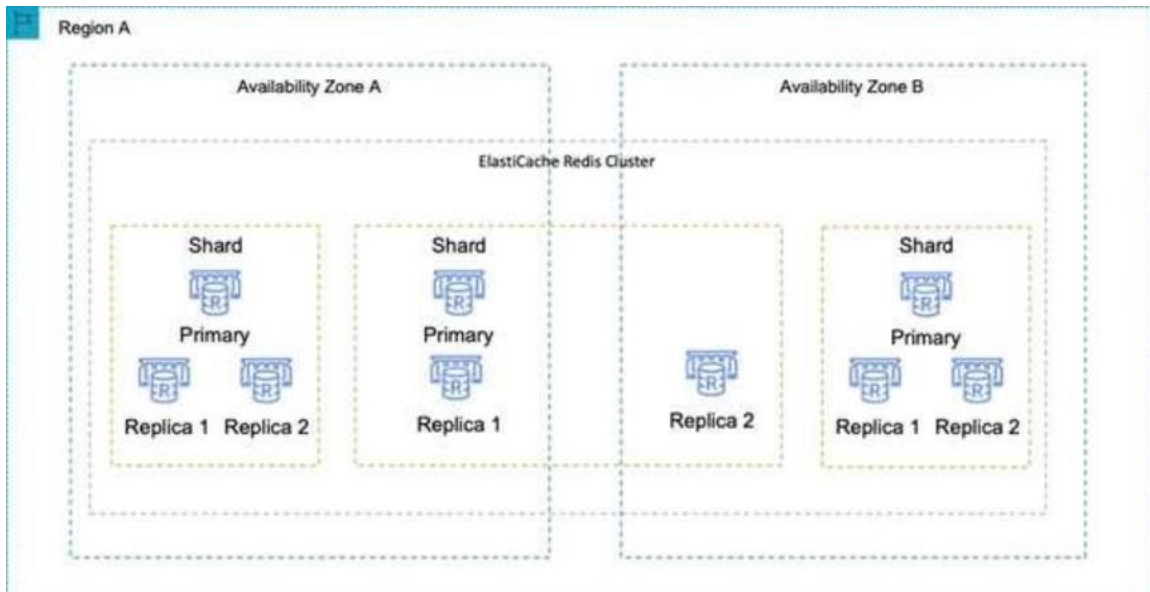 Region A
Availability Zone A
Availability Zone B
ElastiCache Redis Cluster
Shard
R
Primary
R
R
Replica 1
Replica 2
Shard
R
Primary
R
Replica 1
R
Replica 2
Shard
R
Primary
R
R
Replica 1
Replica 2